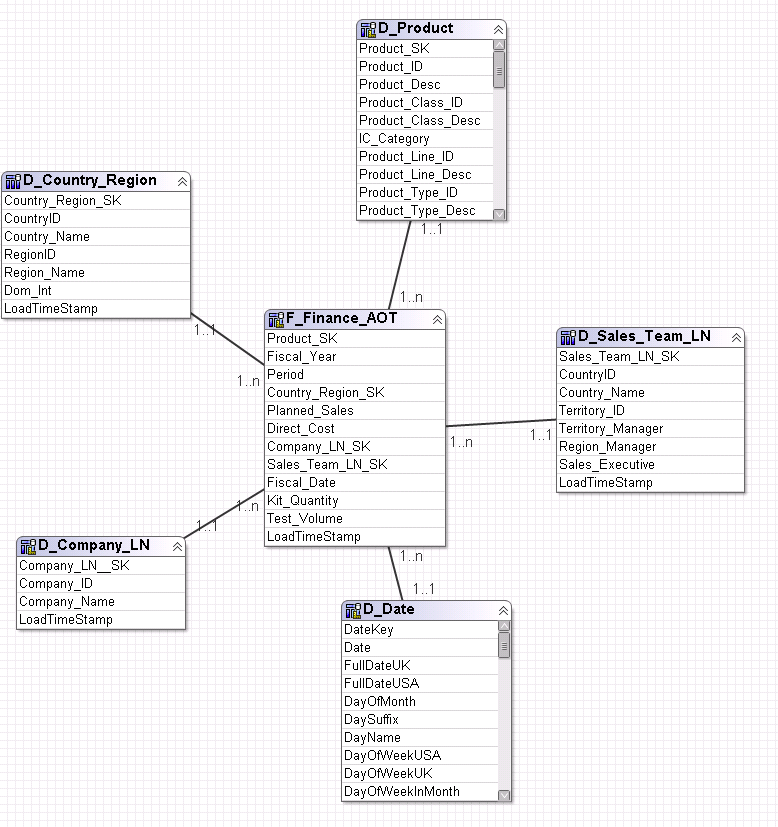 D_Product
Product_SK
Product_ID
Product_Desc
Product_Class_ID
Product_Class_Desc
IC_Category
Product_Line_ID
Product_Line_Desc
Product_Type_ID
Product_Type_Desc
1..1
1..n
D_Country_Region
Country_Region_SK
CountryID
Country_Name
RegionID
Region_Name
Dom_Int
LoadTimeStamp
1..1
1..n
F_Finance_AOT
Product_SK
Fiscal_Year
Period
Country_Region_SK
Planned_Sales
Direct_Cost
Company_LN_SK
Sales_Team_LN_SK
Fiscal_Date
Kit_Quantity
Test_Volume
LoadTimeStamp
1..n
1..1
D_Sales_Team_LN
Sales_Team_LN_SK
CountryID
Country_Name
Territory_ID
Territory_Manager
Region_Manager
Sales_Executive
LoadTimeStamp
1..n
1..1
D_Company_LN
Company_LN__SK
Company_ID
Company_Name
LoadTimeStamp
1..n
1..1
D_Date
DateKey
Date
FullDateUK
FullDateUSA
DayOfMonth
DaySuffix
DayName
DayOfWeekUSA
DayOfWeekUK
DayOfWeekInMonth